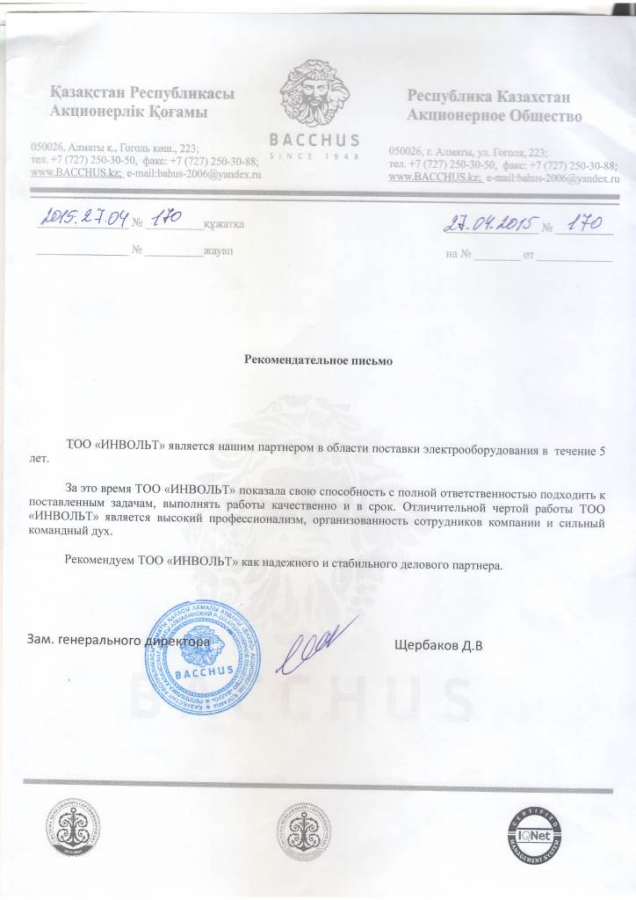 Қазақстан Республикасы
Акционерлік Қоғамы
050026, Алматы қ., Гоголь көш., 223;
тел. +7 (727) 250-30-50, факс: +7 (727) 250-30-88;
www.BACCHUS.kz; e-mail:bahus-2006@yandex.ru
BACCHUS
SINCE 1948
Республика Казахстан
Акционерное Общество
050026, г. Алматы, ул. Гоголя, 223;
тел. +7 (727) 250-30-50, факс: +7 (727) 250-30-88;
www.BACCHUS.kz; e-mail:bahus-2006@yandex.ru
2015.27.04 № 170 құжатқа
№ жауап
27.04.2015 № 170
на № от
Рекомендательное письмо
ТОО «ИНВОЛЬТ» является нашим партнером в области поставки электрооборудования в течение 5
лет.
За это время ТОО «ИНВОЛЬТ» показала свою способность с полной ответственностью подходить к
поставленным задачам, выполнять работы качественно и в срок. Отличительной чертой работы ТОО
«ИНВОЛЬТ» является высокий профессионализм, организованность сотрудников компании и сильный
командный дух.
Рекомендуем ТОО «ИНВОЛЬТ» как надежного и стабильного делового партнера.
Зам. генерального директора
Щербаков Д.В
BACCHUS
BACCHUS
CERTIFIED
IQNet
MANAGEMENT SYSTEM